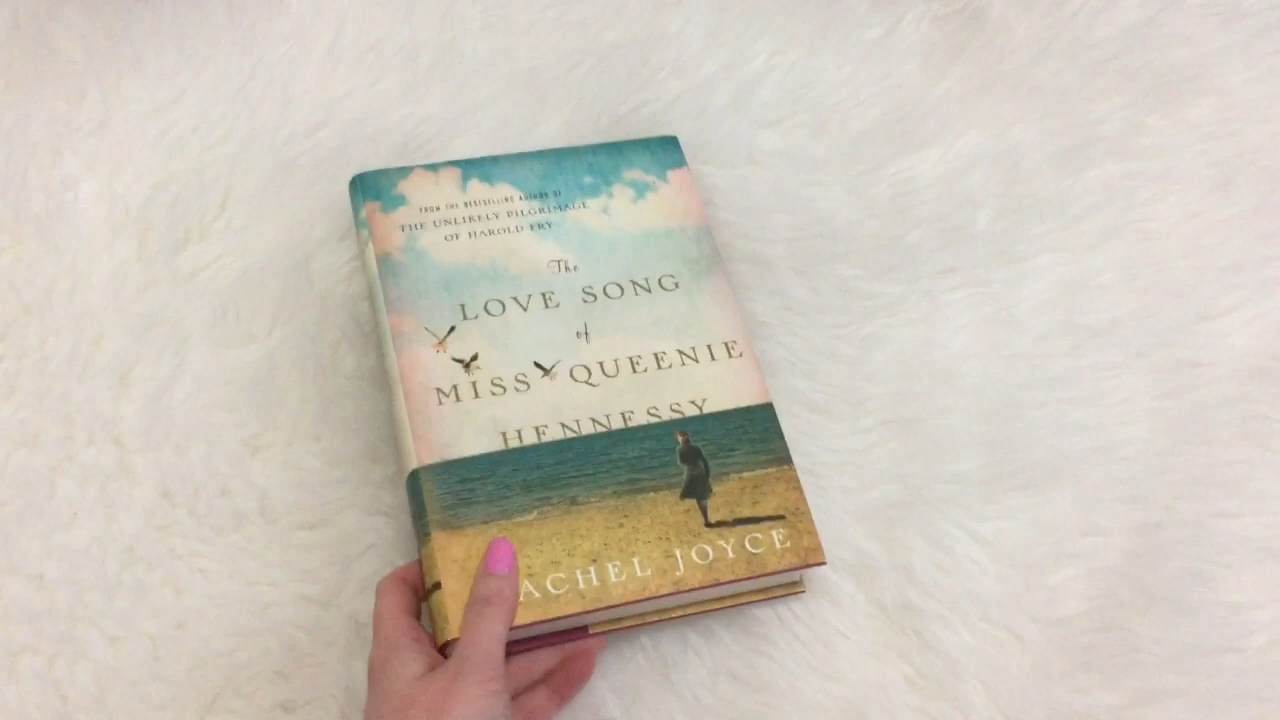 FROM THE BESTSELLING AUTHOR OF
THE UNLIKELY PILGRIMAGE
OF HAROLD FRY
The
LOVE SONG
of
MISS QUEENIE
HENNESSY
ACHEL JOYCE